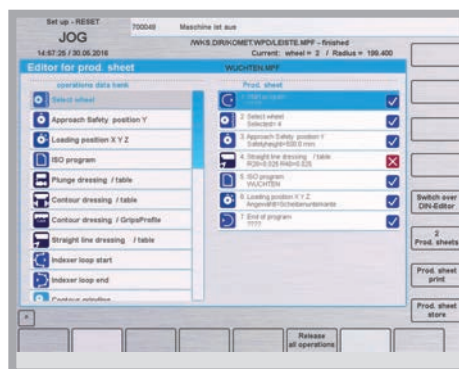 Set up - RESET
JOG
700049 Maschine ist aus
14:57:25 / 30.05.2016
/WKS.DIR/KOMET.WPD/LEISTE.MPF - finished
Current: wheel = 2 / Radius = 199.400
Editor for prod. sheet
WUCHTEN.MPF
operations data bank
Select wheel
Approach Safety position Y
Loading position X Y Z
ISO program
Plunge dressing / table
Contour dressing / table
Contour dressing / GripsProfile
Straight line dressing / table
Indexer loop start
Indexer loop end
Contour grinding
Prod. sheet
2 Select wheel
Selected= 4
3 Approach Safety position Y
Safetyheight=500.0 mm
4 Straight line dressing / table
5 ISO program
WUCHTEN
6 Loading position X Y Z
7 End of program
????
Switch over
DIN-Editor
2
Prod. sheets
Prod. sheet
print
Prod. sheet
store
Release
all operations